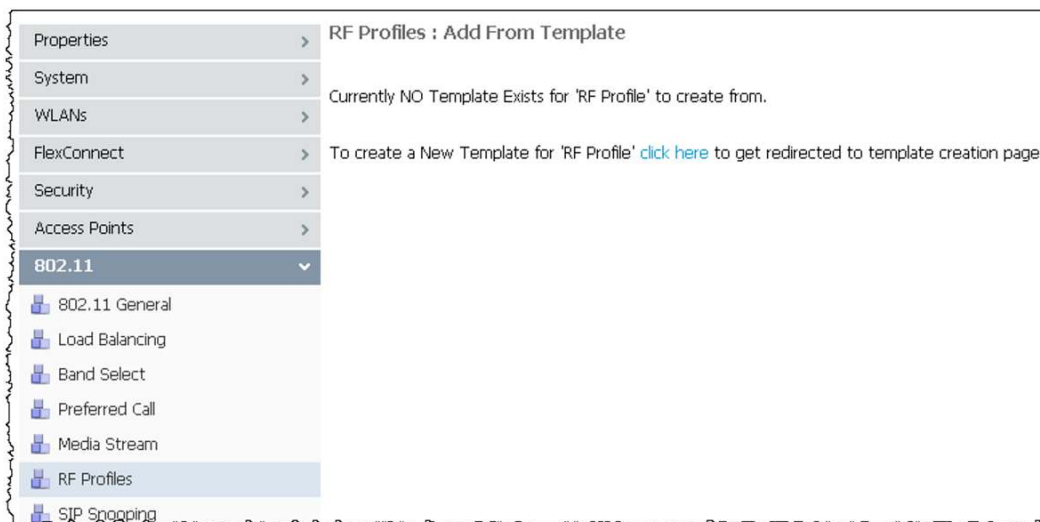 Properties
System
WLANs
FlexConnect
Security
Access Points
802.11
802.11 General
Load Balancing
Band Select
Preferred Call
Media Stream
RF Profiles
SIP Snooping
RF Profiles : Add From Template
Currently NO Template Exists for 'RF Profile' to create from.
To create a New Template for 'RF Profile' click here to get redirected to template creation page